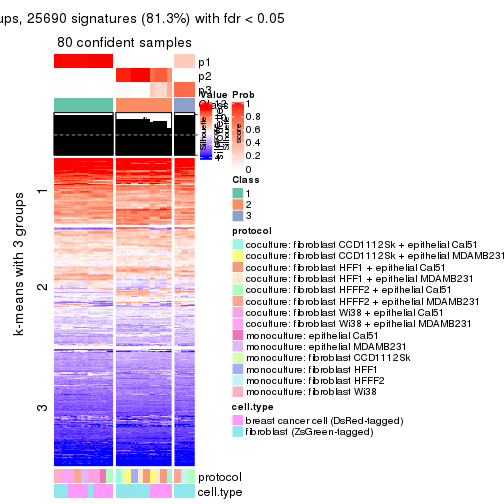 ups, 25690 signatures (81.3%) with fdr < 0.05
80 confident samples
p1
p2
p3
Value Prob
Class
1
0.8
0.6
0.4
0.2
0
Silhouette
score
Class
1
2
3
protocol
coculture: fibroblast CCD1112Sk + epithelial Cal51
coculture: fibroblast CCD1112Sk + epithelial MDAMB231
coculture: fibroblast HFF1 + epithelial Cal51
coculture: fibroblast HFF1 + epithelial MDAMB231
coculture: fibroblast HFFF2 + epithelial Cal51
coculture: fibroblast HFFF2 + epithelial MDAMB231
coculture: fibroblast Wi38 + epithelial Cal51
coculture: fibroblast Wi38 + epithelial MDAMB231
monoculture: epithelial Cal51
monoculture: epithelial MDAMB231
monoculture: fibroblast CCD1112Sk
monoculture: fibroblast HFF1
monoculture: fibroblast HFFF2
monoculture: fibroblast Wi38
cell.type
breast cancer cell (DsRed-tagged)
fibroblast (ZsGreen-tagged)
k-means with 3 groups
1
2
3
protocol
cell.type